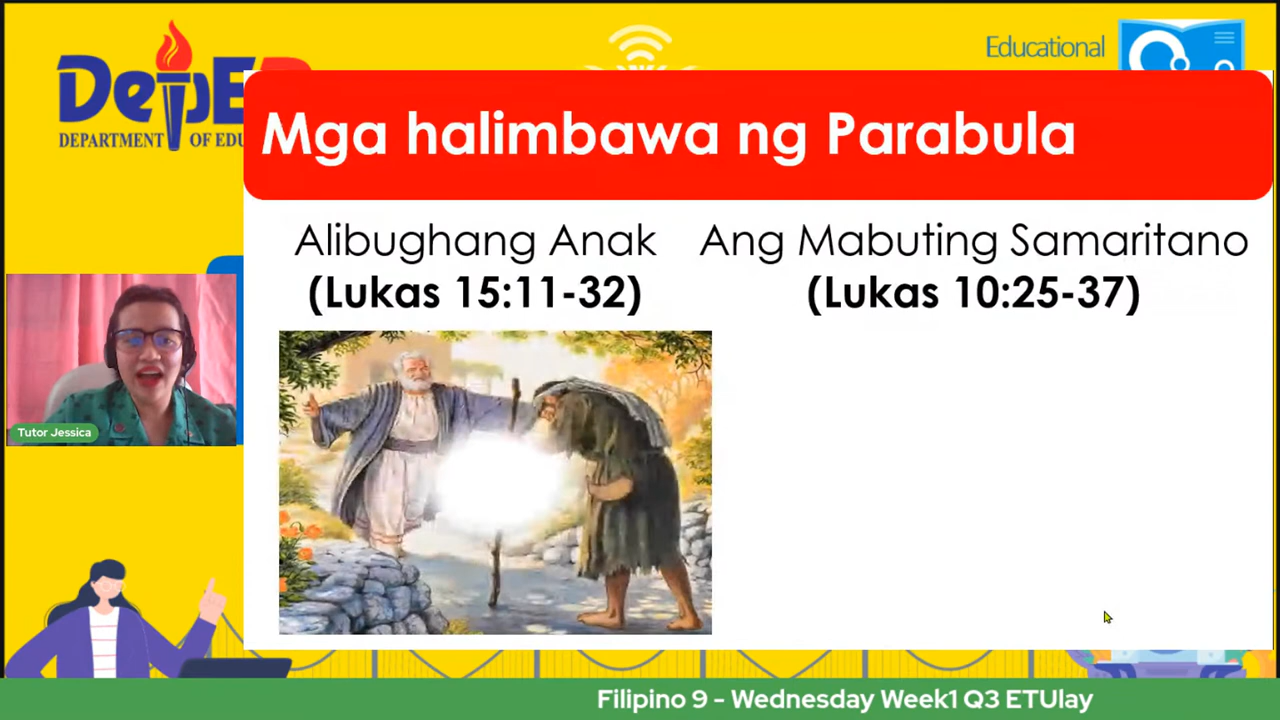 DepED
DEPARTMENT OF EDU
Educational
Mga halimbawa ng Parabula
Alibughang Anak
(Lukas 15:11-32)
Ang Mabuting Samaritano
(Lukas 10:25-37)
Tutor Jessica
Filipino 9 - Wednesday Week1 Q3 ETUlay